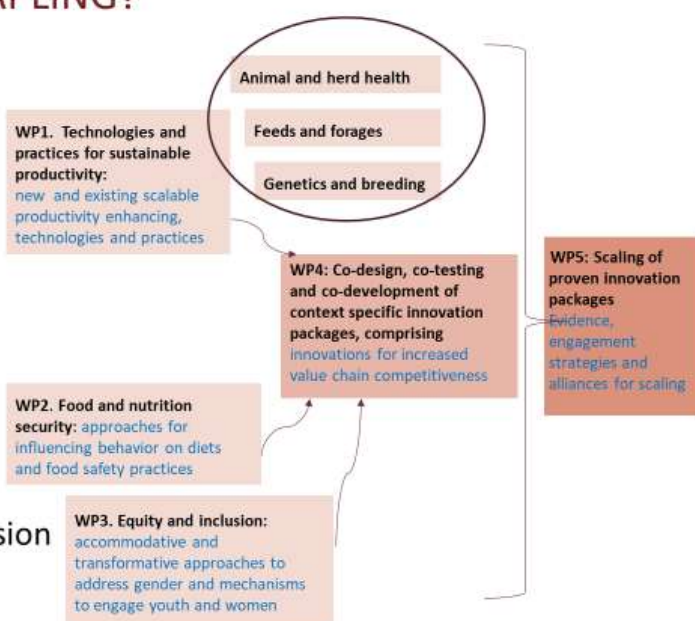 Animal and herd health
Feeds and forages
Genetics and breeding
WP1. Technologies and
practices for sustainable
productivity:
new and existing scalable
productivity enhancing,
technologies and practices
WP4: Co-design, co-testing
and co-development of
context specific innovation
packages, comprising
innovations for increased
value chain competitiveness
WP5: Scaling of
proven innovation
packages
Evidence,
engagement
strategies and
alliances for scaling
WP2. Food and nutrition
security: approaches for
influencing behavior on diets
and food safety practices
WP3. Equity and inclusion:
accommodative and
transformative approaches to
address gender and mechanisms
to engage youth and women